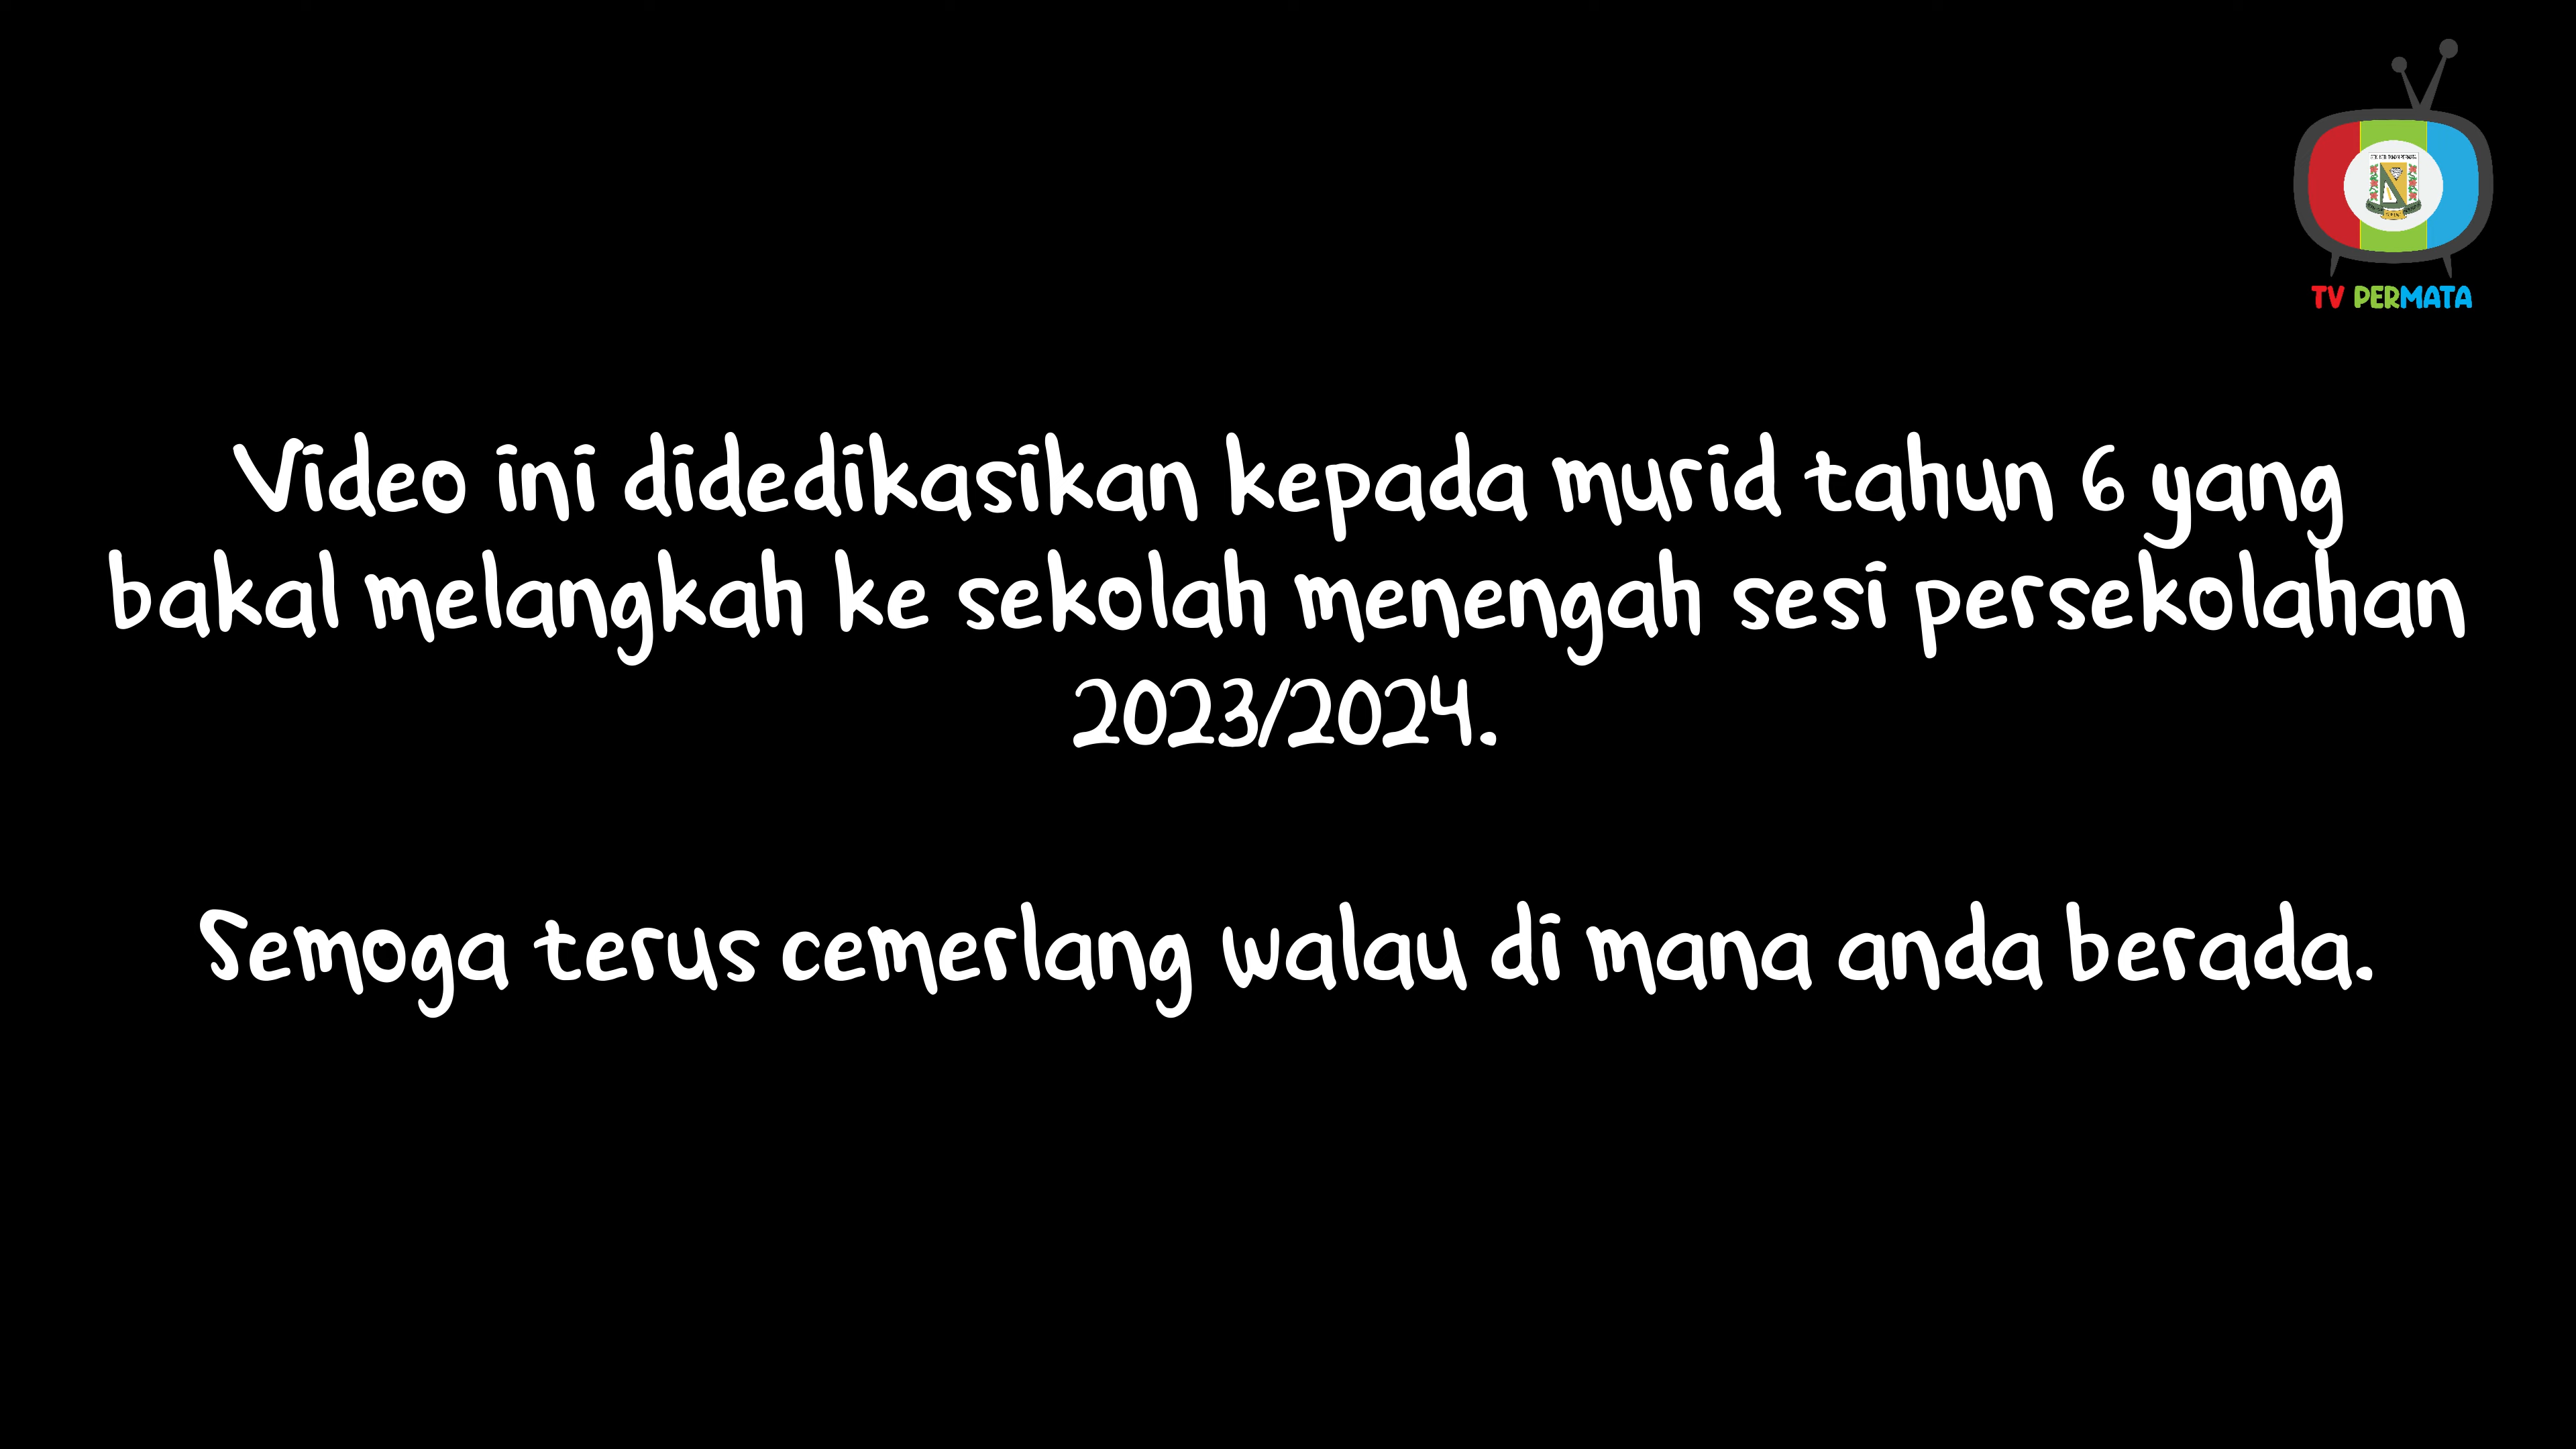 TV PERMATA
Video ini didedikasikan kepada murid tahun 6 yang
bakal melangkah ke sekolah menengah sesi persekolahan
2023/2024.
Semoga terus cemerlang walau di mana anda berada.